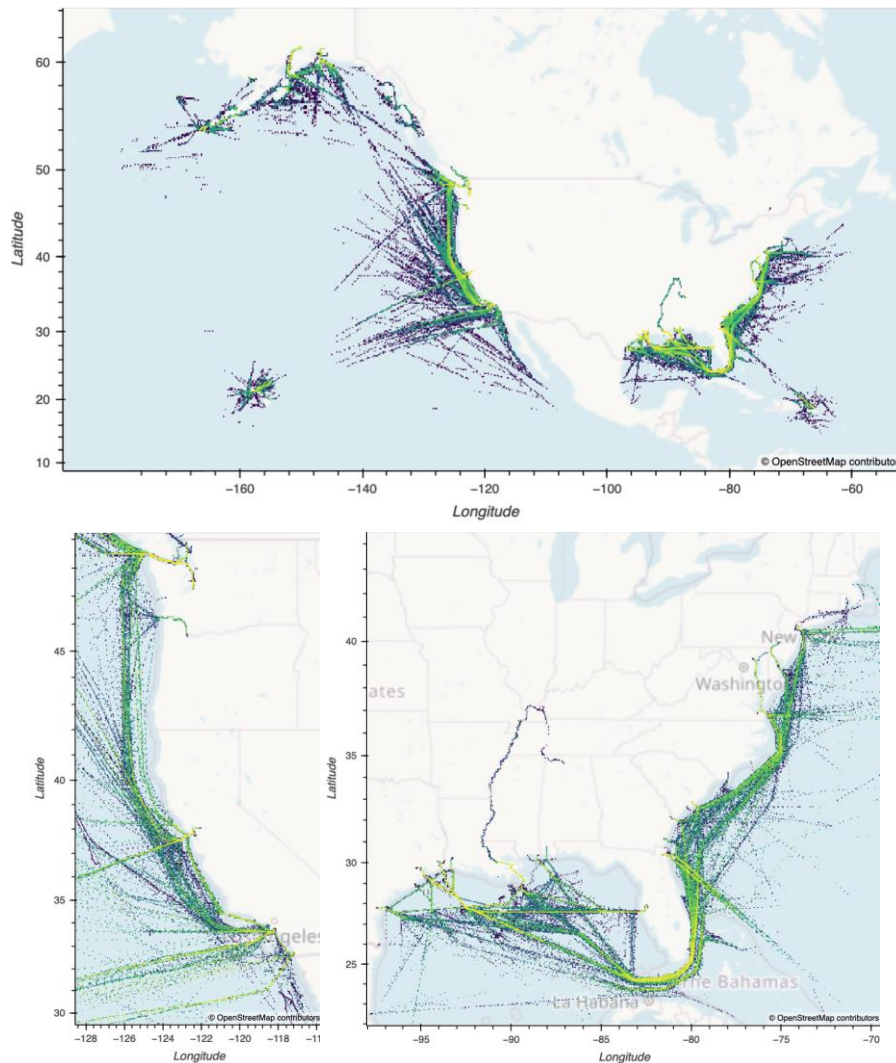 60
50
40
30
20
10
Latitude
−160
−140
−120
−100
−80
−60
Longitude
© OpenStreetMap contributor
45
40
35
30
Latitude
geles
−128
−126
−124
−122
−120
−118
Longitude
© OpenStreetMap contributors
40
35
30
25
Latitude
New
Washington
ates
The Bahamas
La Habana
−95
−90
−85
−80
−75
−70
Longitude
© OpenStreetMap contributors